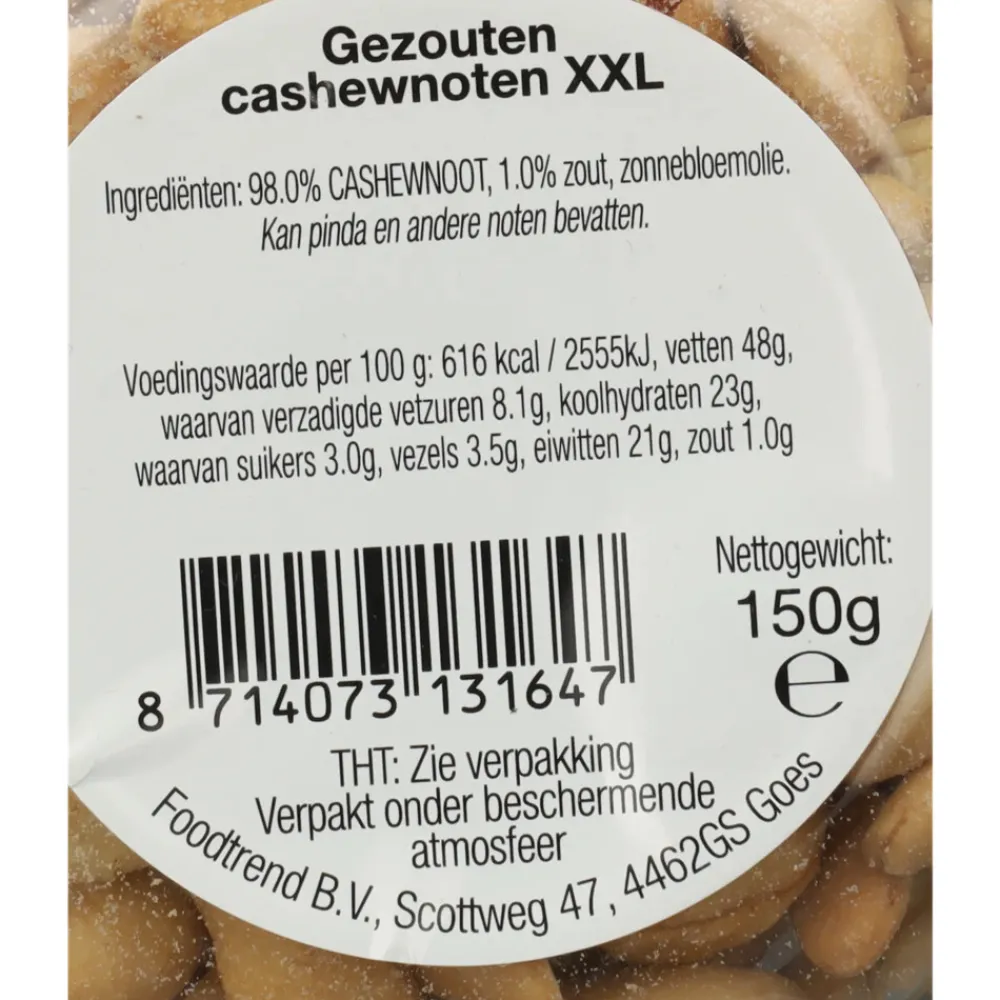 Gezouten
cashewnoten XXL
Ingrediënten: 98.0% CASHEWNOOT, 1.0% zout, zonnebloemolie.
Kan pinda en andere noten bevatten.
Voedingswaarde per 100 g: 616 kcal / 2555kJ, vetten 48g,
waarvan verzadigde vetzuren 8.1g, koolhydraten 23g,
waarvan suikers 3.0g, vezels 3.5g, eiwitten 21g, zout 1.0g
Nettogewicht:
150g
℮
8 714073 131647
THT: Zie verpakking
Verpakt onder beschermende
atmosfeer
Foodtrend B.V., Scottweg 47, 4462GS Goes